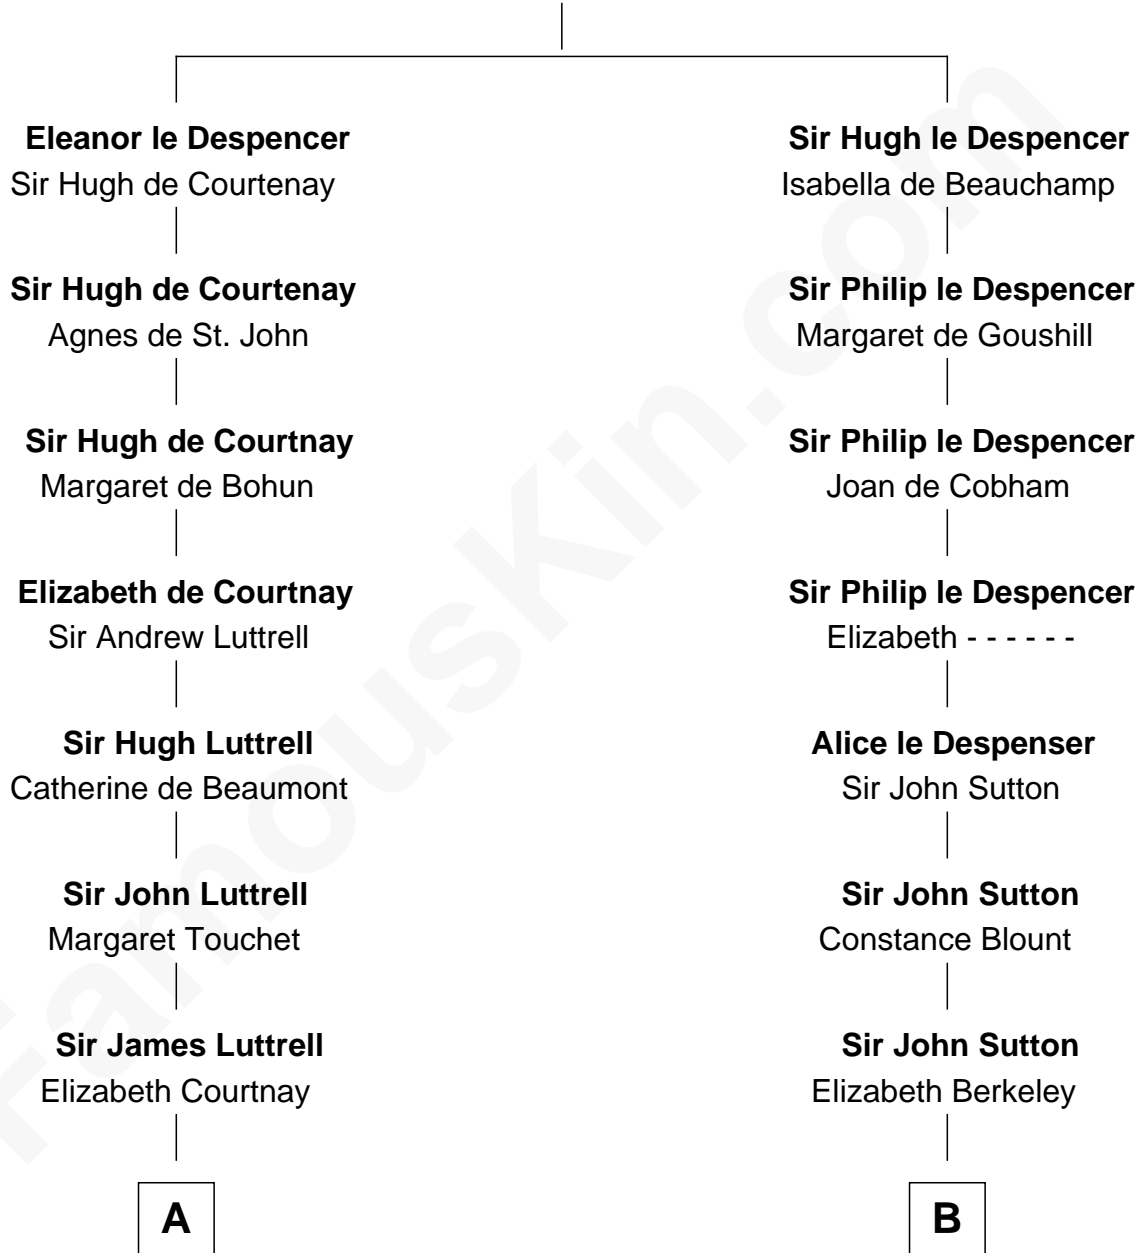 Eleanor le Despencer
Sir Hugh de Courtenay
Sir Hugh de Courtenay
Agnes de St. John
Sir Hugh de Courtnay
Margaret de Bohun
Elizabeth de Courtnay
Sir Andrew Luttrell
Sir Hugh Luttrell
Catherine de Beaumont
Sir John Luttrell
Margaret Touchet
Sir James Luttrell
Elizabeth Courtnay
A
Sir Hugh le Despencer
Isabella de Beauchamp
Sir Philip le Despencer
Margaret de Goushill
Sir Philip le Despencer
Joan de Cobham
Sir Philip le Despencer
Elizabeth - - - - - -
Alice le Despenser
Sir John Sutton
Sir John Sutton
Constance Blount
Sir John Sutton
Elizabeth Berkeley
B
FamousKin.com